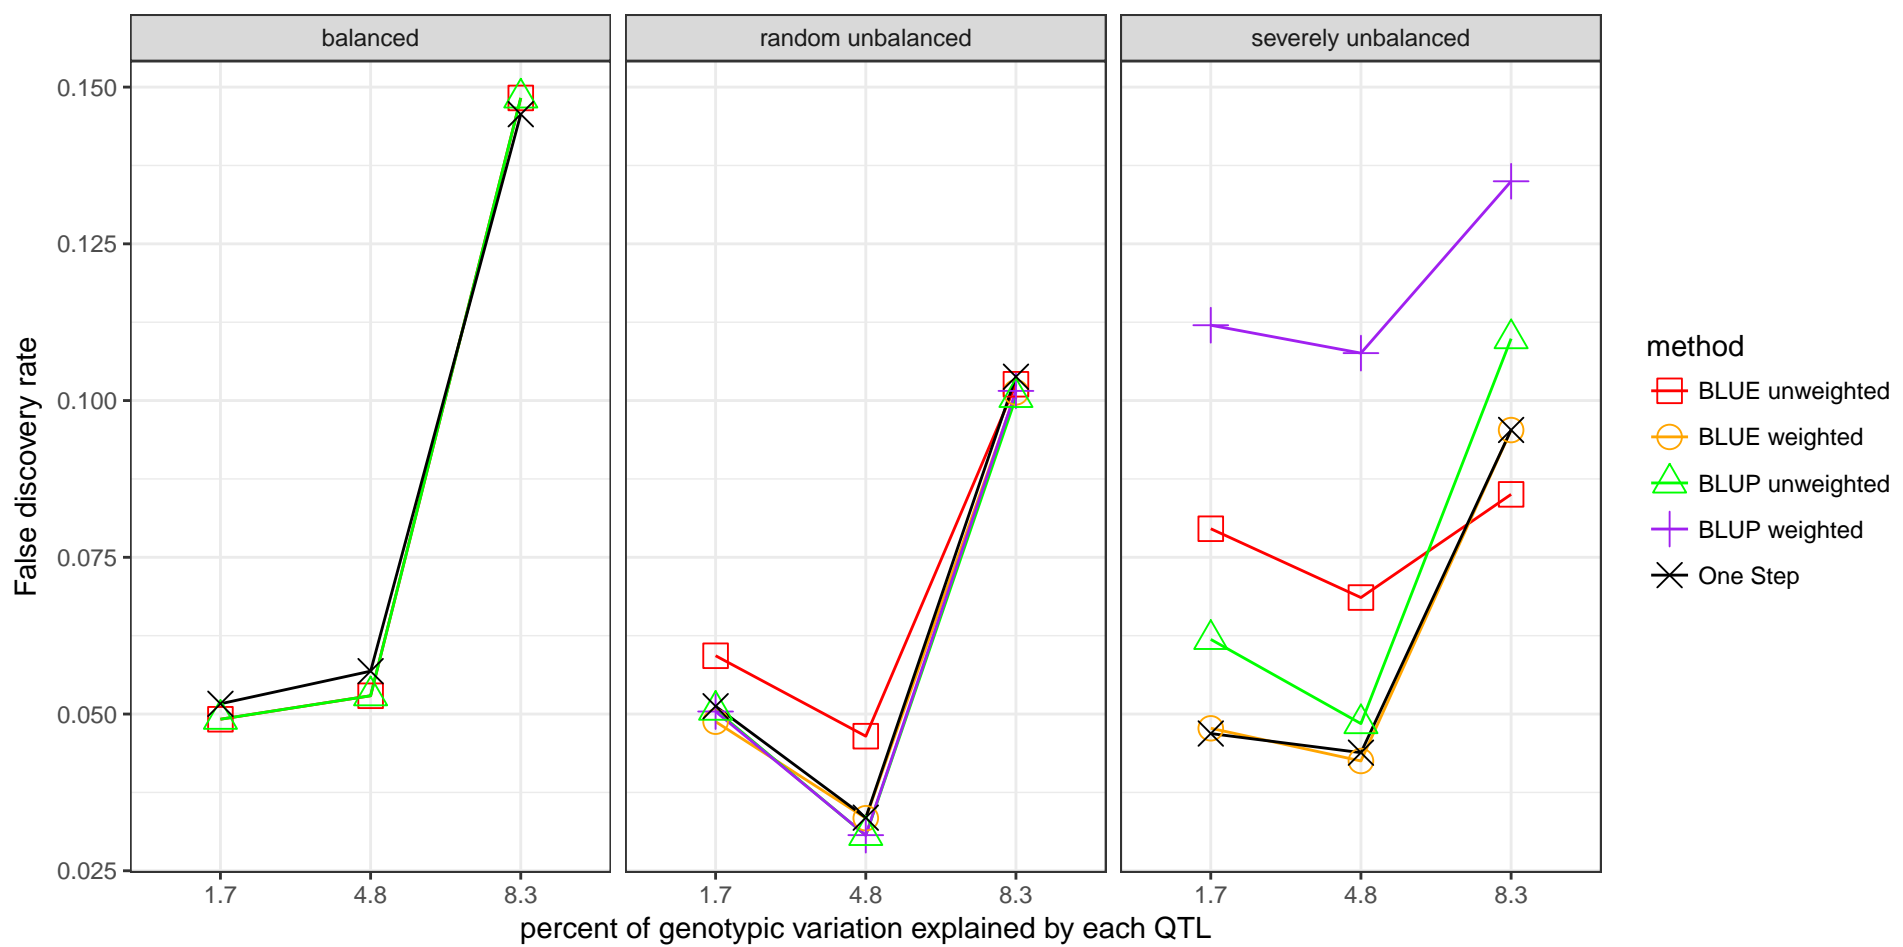 balanced
random unbalanced
severely unbalanced
0.150
0.125
0.100
0.075
0.050
0.025
False discovery rate
1.7 4.8 8.3
1.7 4.8 8.3
1.7 4.8 8.3
percent of genotypic variation explained by each QTL
method
BLUE unweighted
BLUE weighted
BLUP unweighted
BLUP weighted
One Step